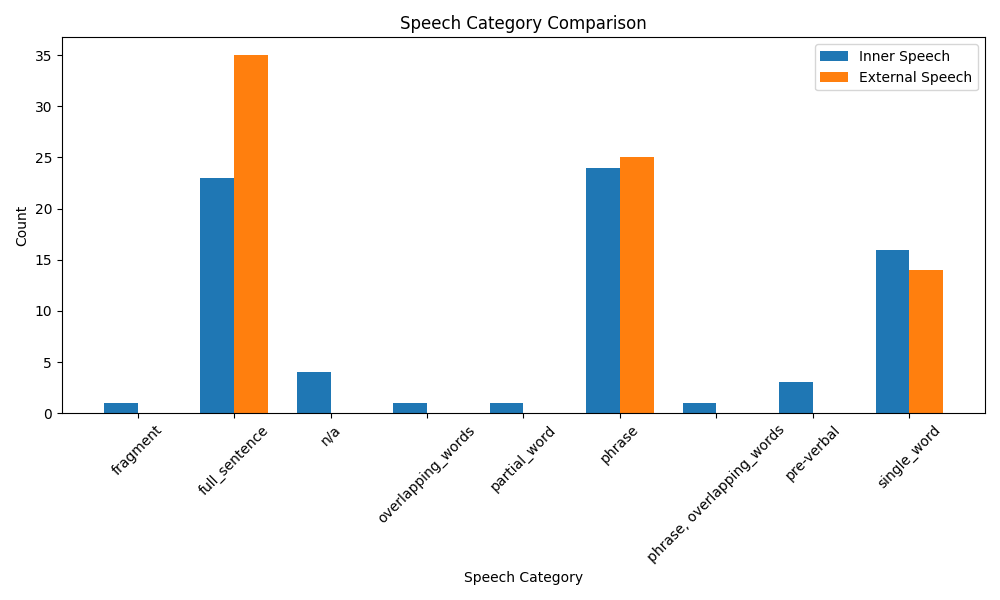 Speech Category Comparison
Inner Speech
External Speech
Count
35
30
25
20
15
10
5
0
fragment
full_sentence
n/a
overlapping_words
partial_word
phrase
phrase, overlapping_words
pre-verbal
single_word
Speech Category